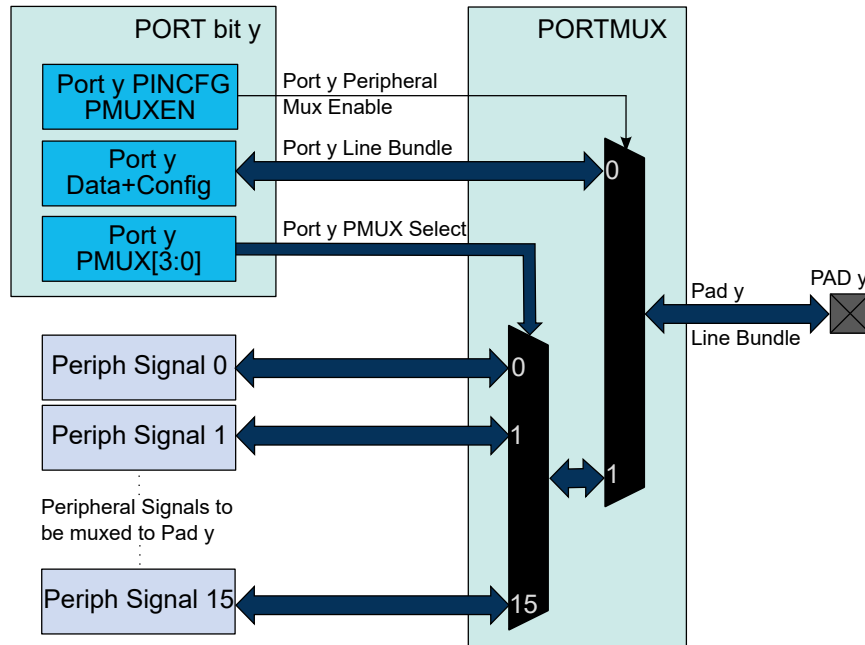 PORT bit y
PORTMUX
Port y PINCFG
PMUXEN
Port y Peripheral
Mux Enable
Port y
Data+Config
Port y Line Bundle
0
Port y
PMUX[3:0]
Port y PMUX Select
PAD y
Pad y
Line Bundle
Periph Signal 0
0
Periph Signal 1
1
1
Peripheral Signals to
be muxed to Pad y
Periph Signal 15
15